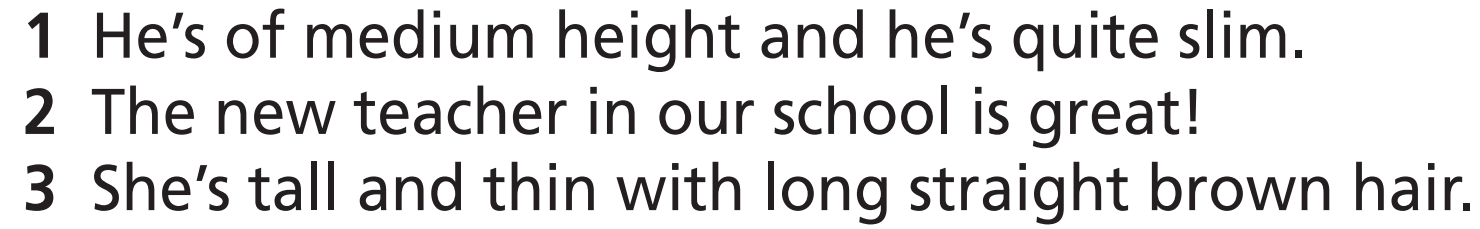 1 He’s of medium height and he’s quite slim.
2 The new teacher in our school is great!
3 She’s tall and thin with long straight brown hair.